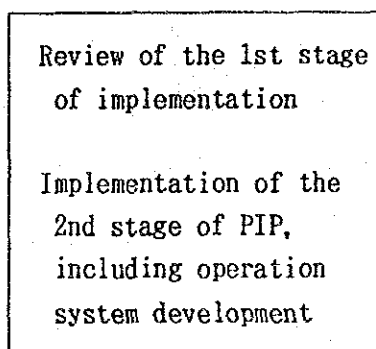 Review of the 1st stage
of implementation
Implementation of the
2nd stage of PIP,
including operation
system development